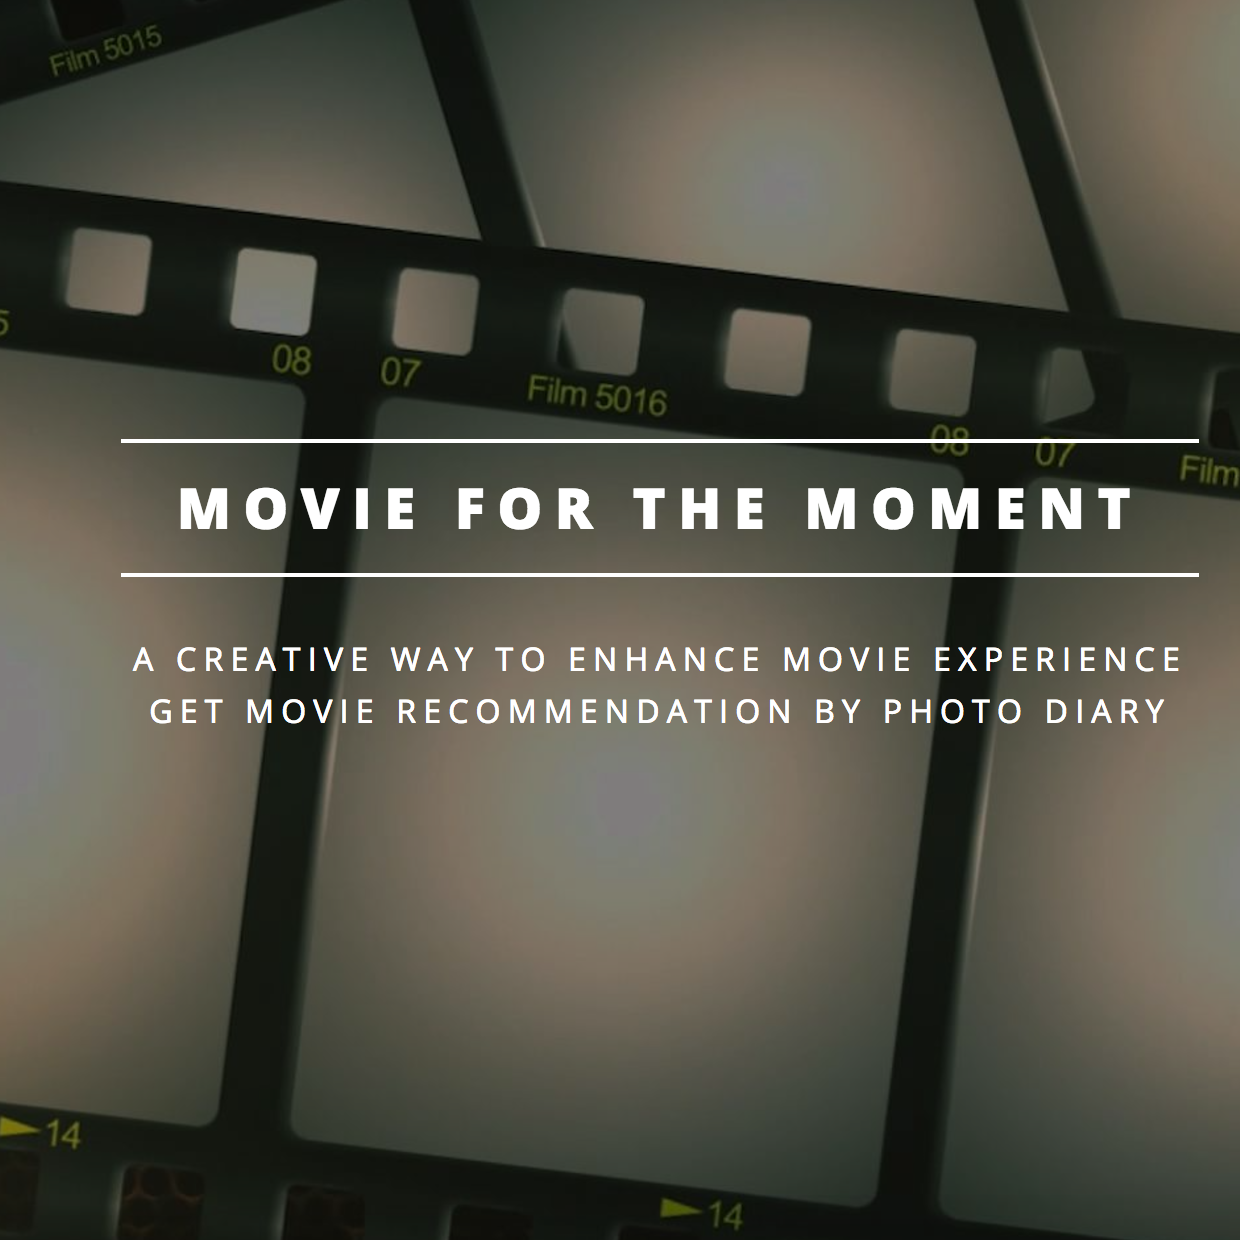 Film 5015
5
08
07
Film 5016
08
07
Film
MOVIE FOR THE MOMENT
A CREATIVE WAY TO ENHANCE MOVIE EXPERIENCE
GET MOVIE RECOMMENDATION BY PHOTO DIARY
14
14